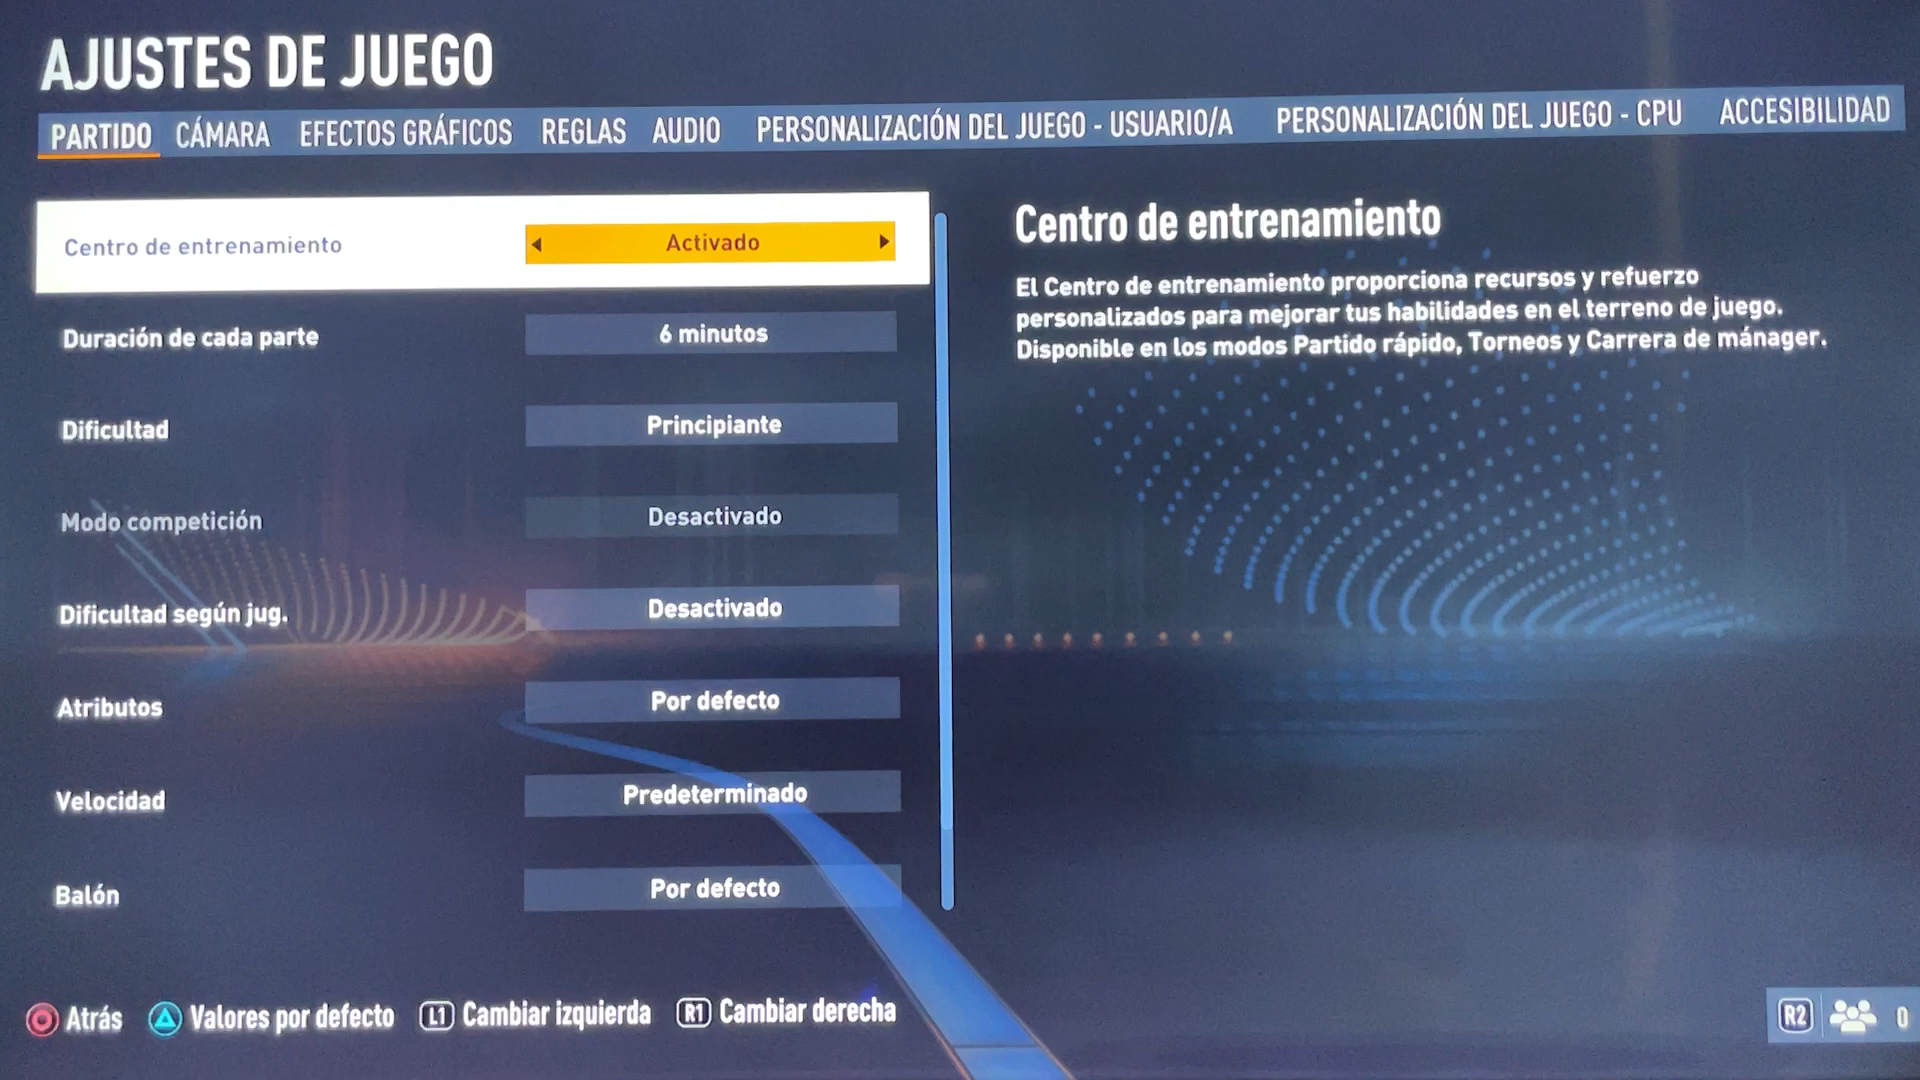 AJUSTES DE JUEGO
PARTIDO CÁMARA EFECTOS GRÁFICOS REGLAS AUDIO PERSONALIZACIÓN DEL JUEGO - USUARIO/A PERSONALIZACIÓN DEL JUEGO - CPU ACCESIBILIDAD
Centro de entrenamiento Activado
Duración de cada parte 6 minutos
Dificultad Principiante
Modo competición Desactivado
Dificultad según jug. Desactivado
Atributos Por defecto
Velocidad Predeterminado
Balón Por defecto
Centro de entrenamiento
El Centro de entrenamiento proporciona recursos y refuerzo
personalizados para mejorar tus habilidades en el terreno de juego.
Disponible en los modos Partido rápido, Torneos y Carrera de mánager.
Atrás Valores por defecto L1 Cambiar izquierda R1 Cambiar derecha
R2 0